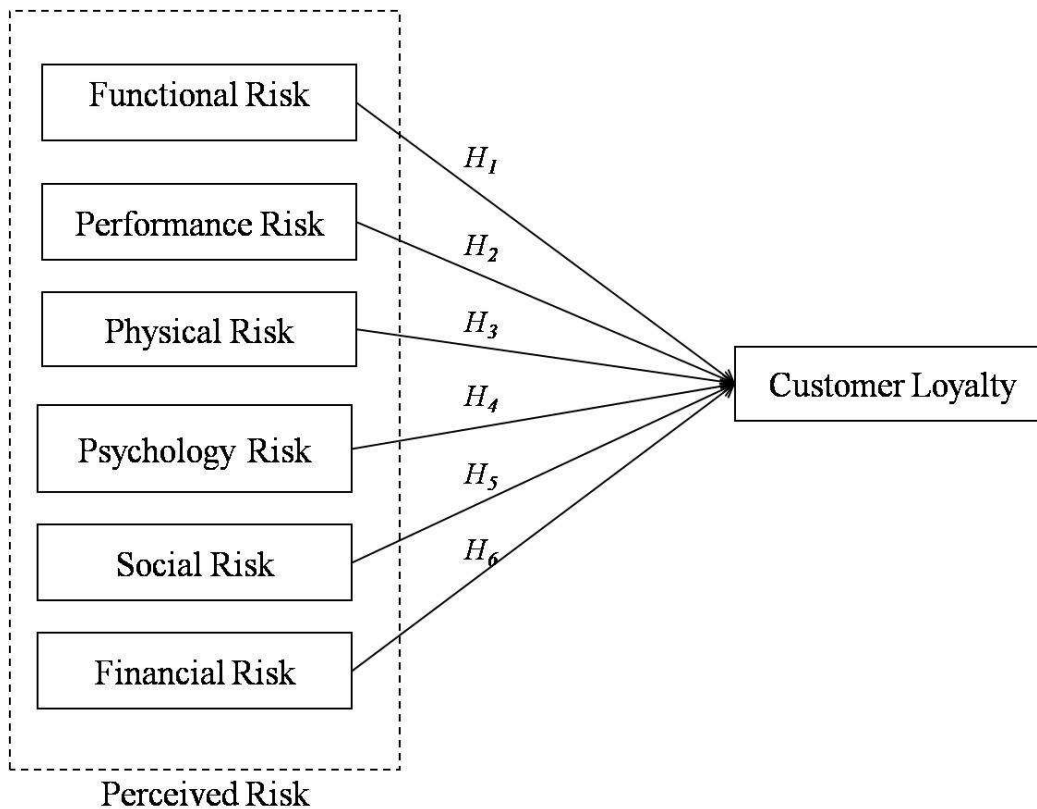 Functional Risk
H1
Performance Risk
H2
Physical Risk
H3
Customer Loyalty
H4
Psychology Risk
H5
Social Risk
H6
Financial Risk
Perceived Risk